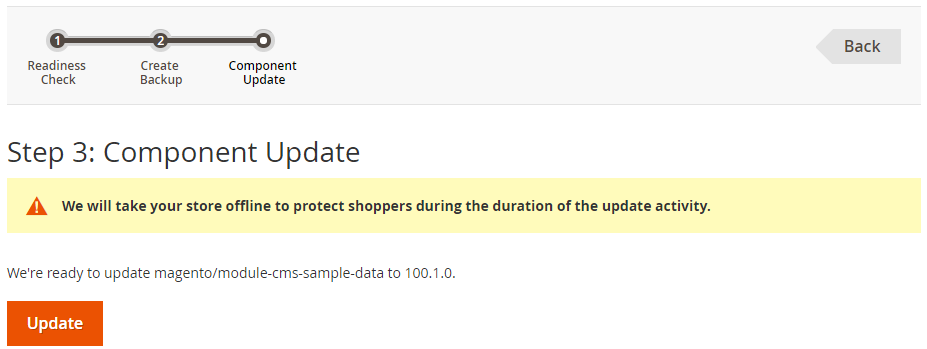 1
2
Back
Readiness
Check
Create
Backup
Component
Update
Step 3: Component Update
We will take your store offline to protect shoppers during the duration of the update activity.
We're ready to update magento/module-cms-sample-data to 100.1.0.
Update